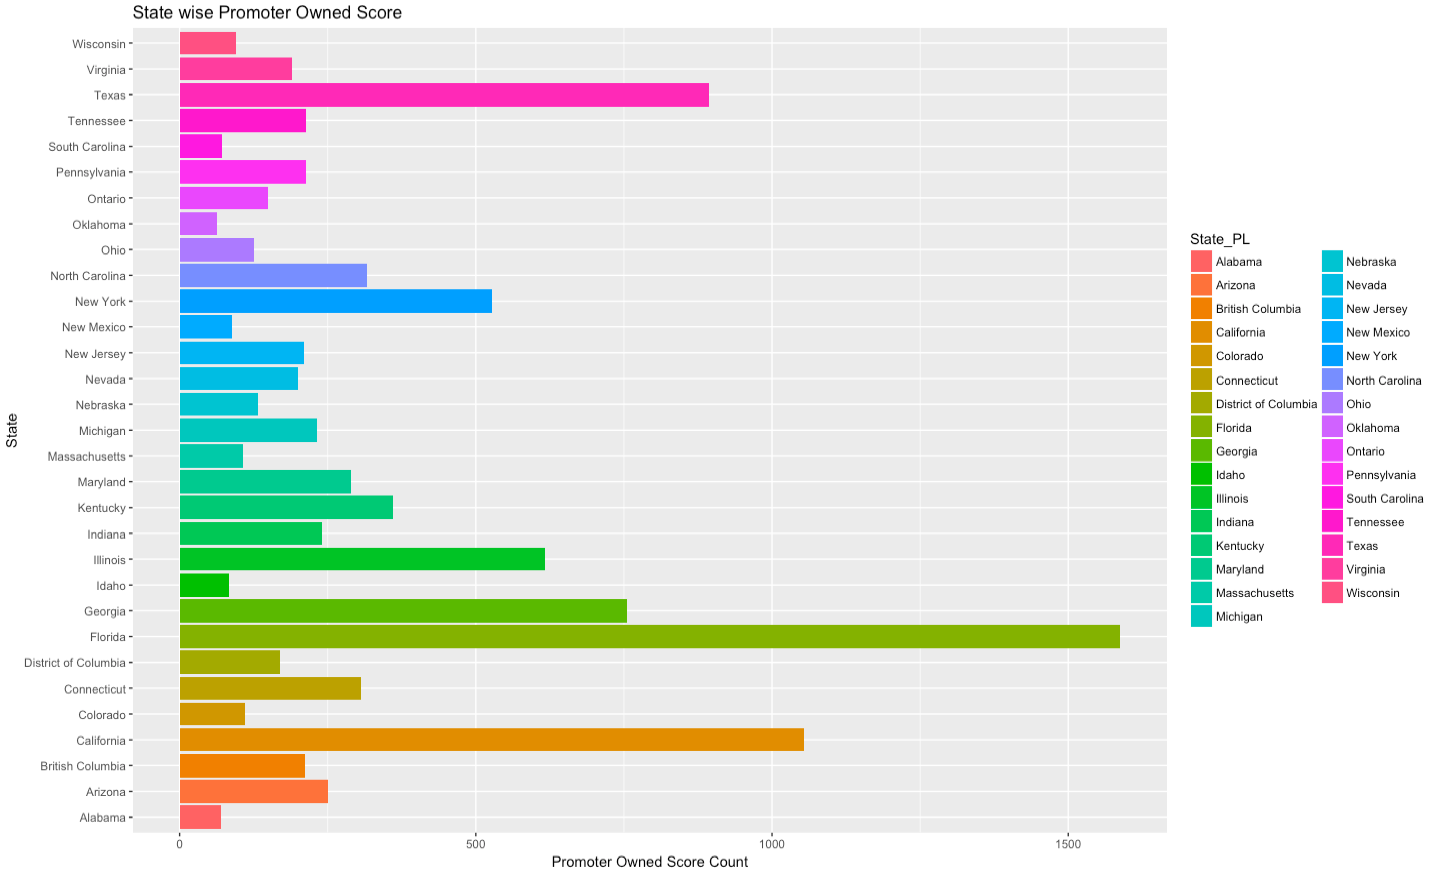 State wise Promoter Owned Score
State
Wisconsin
Virginia
Texas
Tennessee
South Carolina
Pennsylvania
Ontario
Oklahoma
Ohio
North Carolina
New York
New Mexico
New Jersey
Nevada
Nebraska
Michigan
Massachusetts
Maryland
Kentucky
Indiana
Illinois
Idaho
Georgia
Florida
District of Columbia
Connecticut
Colorado
California
British Columbia
Arizona
Alabama
0 500 1000 1500
Promoter Owned Score Count
State_PL
Alabama
Arizona
British Columbia
California
Colorado
Connecticut
District of Columbia
Florida
Georgia
Idaho
Illinois
Indiana
Kentucky
Maryland
Massachusetts
Michigan
Nebraska
Nevada
New Jersey
New Mexico
New York
North Carolina
Ohio
Oklahoma
Ontario
Pennsylvania
South Carolina
Tennessee
Texas
Virginia
Wisconsin